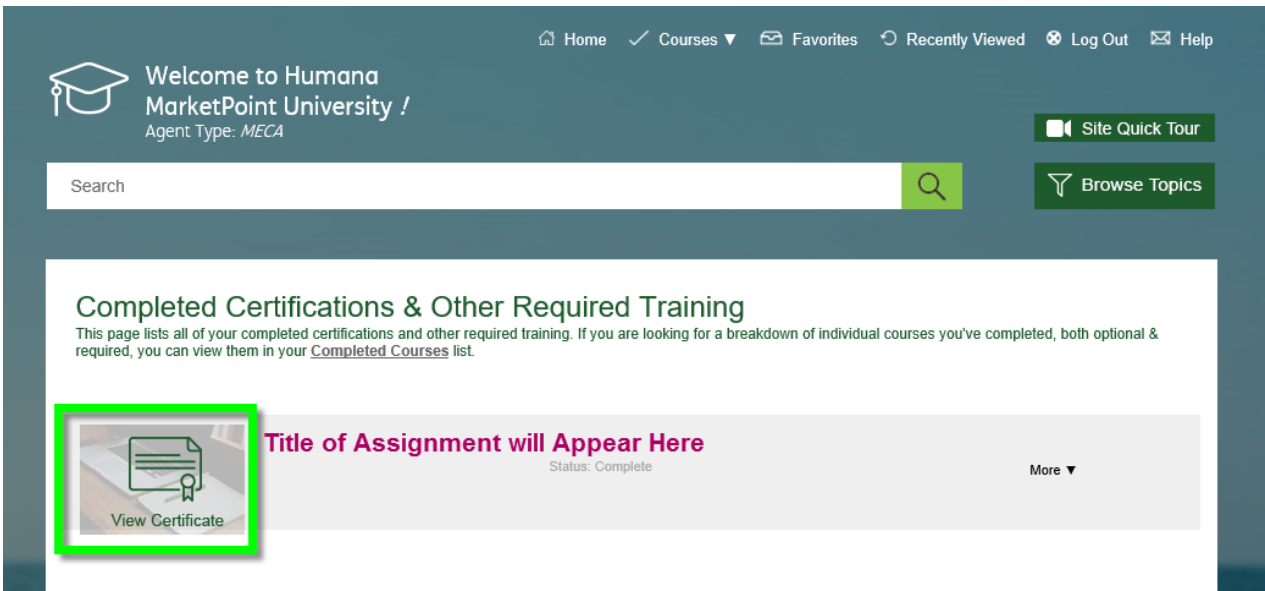 Home Courses ▼ Favorites Recently Viewed Log Out Help
Welcome to Humana
MarketPoint University !
Agent Type: MECA
Site Quick Tour
Search
Browse Topics
Completed Certifications & Other Required Training
This page lists all of your completed certifications and other required training. If you are looking for a breakdown of individual courses you've completed, both optional &
required, you can view them in your Completed Courses list.
Title of Assignment will Appear Here
Status: Complete
More ▼
View Certificate